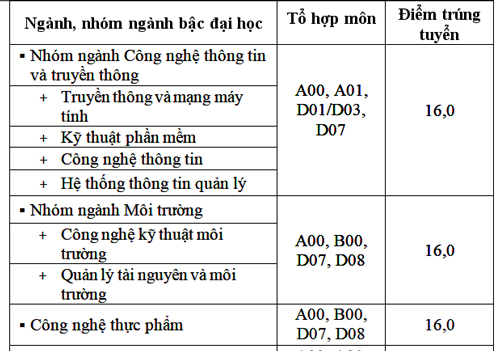 Ngành, nhóm ngành bậc đại học
Tổ hợp môn
Điểm trúng
tuyển
▪ Nhóm ngành Công nghệ thông tin
và truyền thông
+ Truyền thông và mạng máy
tính
+ Kỹ thuật phần mềm
+ Công nghệ thông tin
+ Hệ thống thông tin quản lý
A00, A01,
D01/D03,
D07
16,0
▪ Nhóm ngành Môi trường
+ Công nghệ kỹ thuật môi
trường
+ Quản lý tài nguyên và môi
trường
A00, B00,
D07, D08
16,0
▪ Công nghệ thực phẩm
A00, B00,
D07, D08
16,0